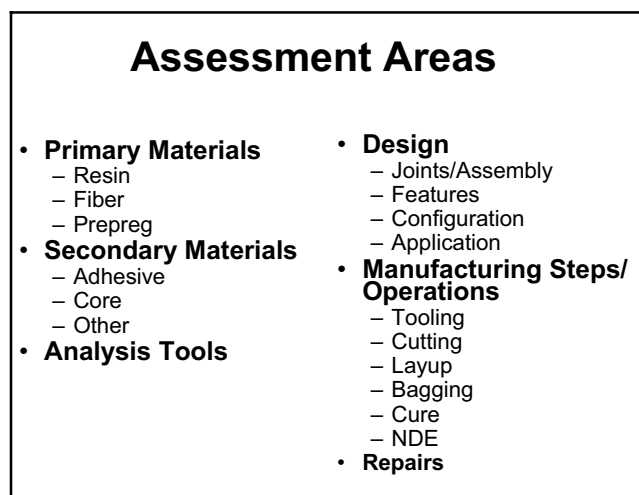 Assessment Areas
• Primary Materials
– Resin
– Fiber
– Prepreg
• Secondary Materials
– Adhesive
– Core
– Other
• Analysis Tools
• Design
– Joints/Assembly
– Features
– Configuration
– Application
• Manufacturing Steps/
Operations
– Tooling
– Cutting
– Layup
– Bagging
– Cure
– NDE
• Repairs